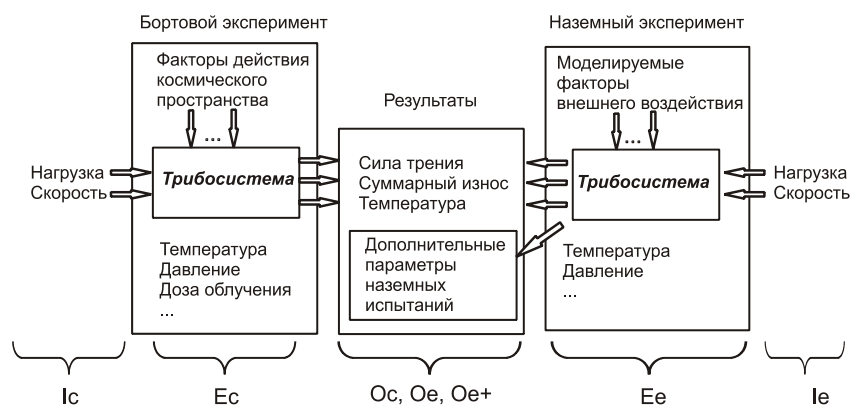 Бортовой эксперимент
Наземный эксперимент
Факторы действия
космического
пространства
...
Нагрузка
Скорость
Трибосистема
Температура
Давление
Доза облучения
...
Результаты
Сила трения
Суммарный износ
Температура
Дополнительные
параметры
наземных
испытаний
Моделируемые
факторы
внешнего воздействия
...
Трибосистема
Нагрузка
Скорость
Температура
Давление
...
Ic
Ec
Oc, Oe, Oe+
Ee
Ie